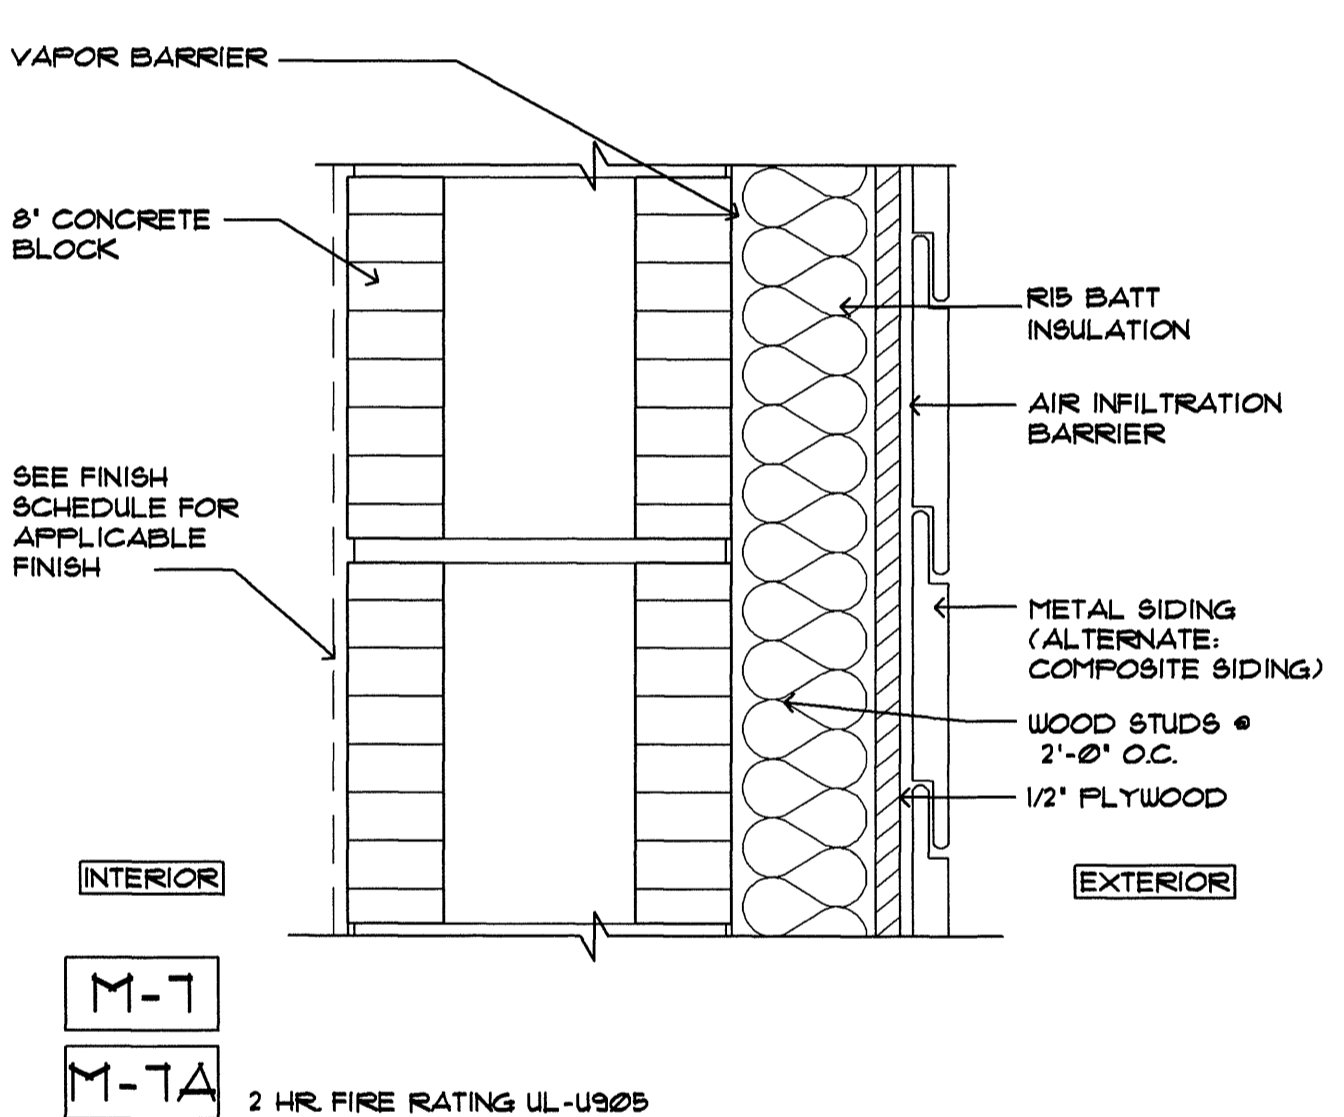 VAPOR BARRIER
8" CONCRETE
BLOCK
SEE FINISH
SCHEDULE FOR
APPLICABLE
FINISH
R15 BATT
INSULATION
AIR INFILTRATION
BARRIER
METAL SIDING
(ALTERNATE:
COMPOSITE SIDING)
WOOD STUDS @
2'-0" O.C.
1/2" PLYWOOD
INTERIOR
EXTERIOR
M-7
M-7A
2 HR. FIRE RATING UL-U905